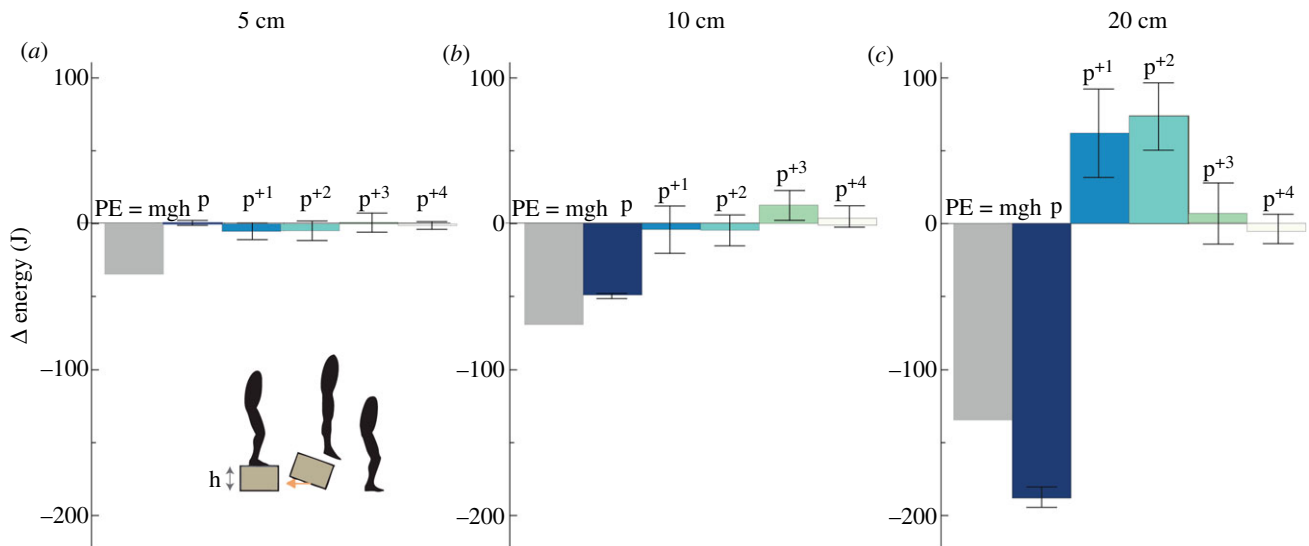 5 cm
10 cm
20 cm
(a)
(b)
(c)
Δ energy (J)
100
0
–100
–200
PE = mgh
p
p+1
p+2
p+3
p+4
h
100
0
–100
–200
PE = mgh
p
p+1
p+2
p+3
p+4
100
0
–100
–200
PE = mgh
p
p+1
p+2
p+3
p+4